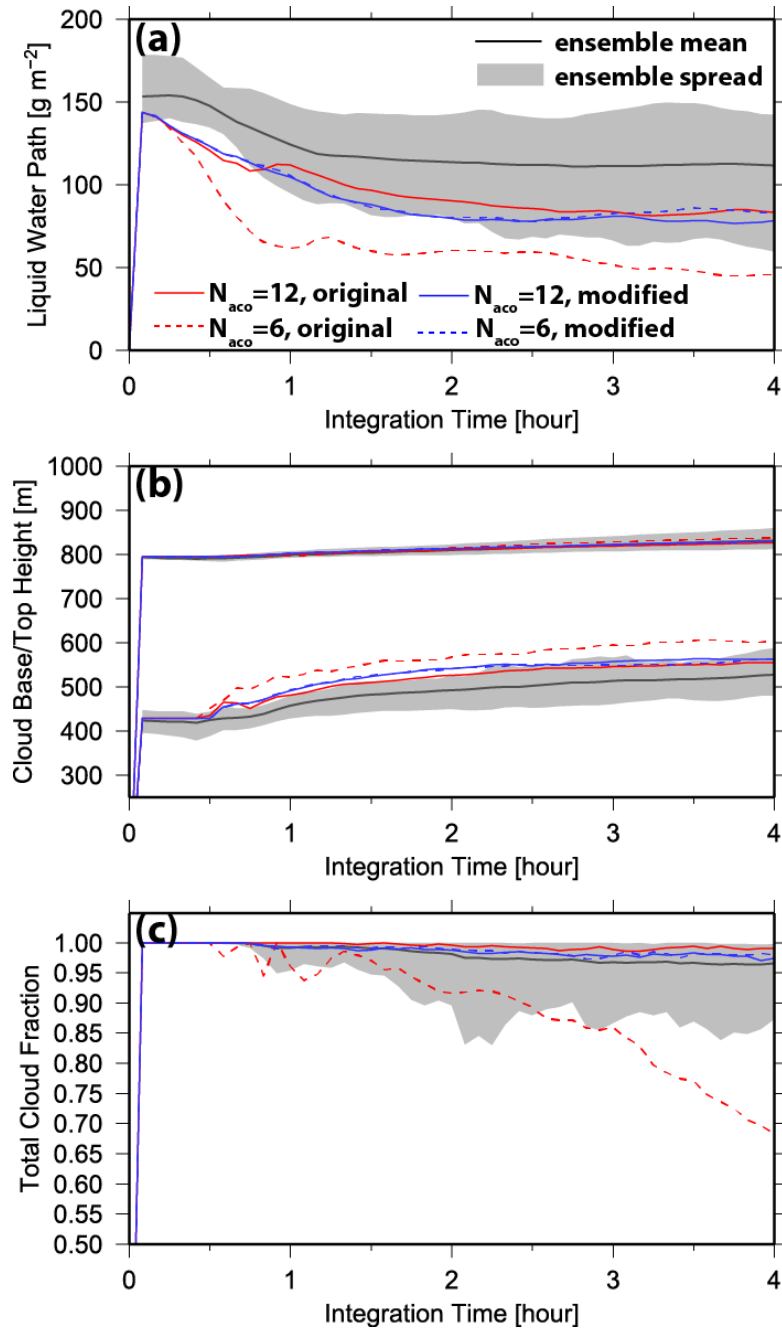 (a)
ensemble mean
ensemble spread
200
150
100
50
0
Liquid Water Path [g m⁻²]
N_aco=12, original
N_aco=12, modified
N_aco=6, original
N_aco=6, modified
0 1 2 3 4
Integration Time [hour]
(b)
1000
900
800
700
600
500
400
300
Cloud Base/Top Height [m]
0 1 2 3 4
Integration Time [hour]
(c)
1.00
0.95
0.90
0.85
0.80
0.75
0.70
0.65
0.60
0.55
0.50
Total Cloud Fraction
0 1 2 3 4
Integration Time [hour]